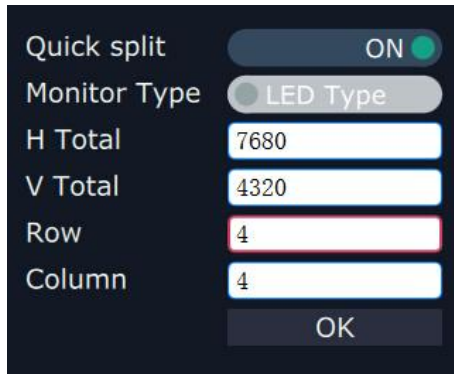 Quick split ON
Monitor Type LED Type
H Total 7680
V Total 4320
Row 4
Column 4
OK